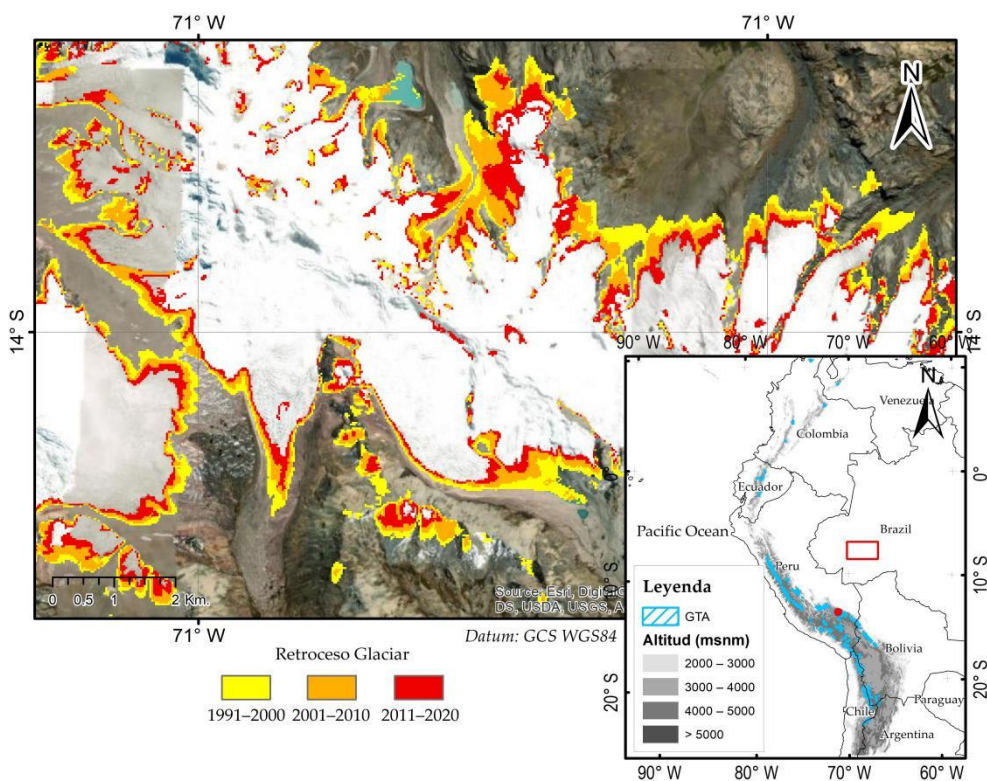 71° W
71° W
N
14° S
14° S
0 0.5 1 2 Km.
Source: Esri,
DS, USDA, USGS, A
71° W
Datum: GCS WGS84
Retroceso Glaciar
1991–2000
2001–2010
2011–2020
90° W
80° W
70° W
60° W
N
Venezuela
Colombia
0°
0°
Ecuador
Pacific Ocean
Brazil
Peru
10° S
10° S
Leyenda
GTA
Altitud (msnm)
2000 – 3000
3000 – 4000
4000 – 5000
> 5000
Bolivia
20° S
20° S
Paraguay
Chile
Argentina
90° W
80° W
70° W
60° W